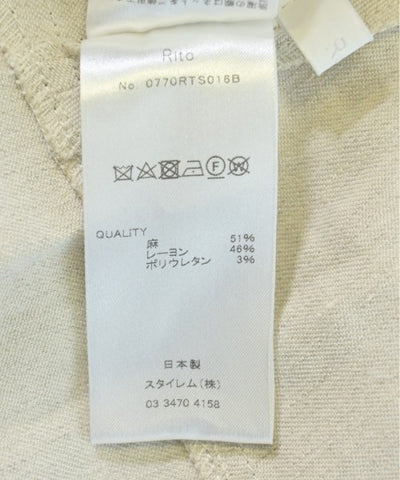 Rito
No. 0770RTS016B
F W
QUALITY
麻 51%
レーヨン 46%
ポリウレタン 3%
日本製
スタイレム(株)
03 3470 4158